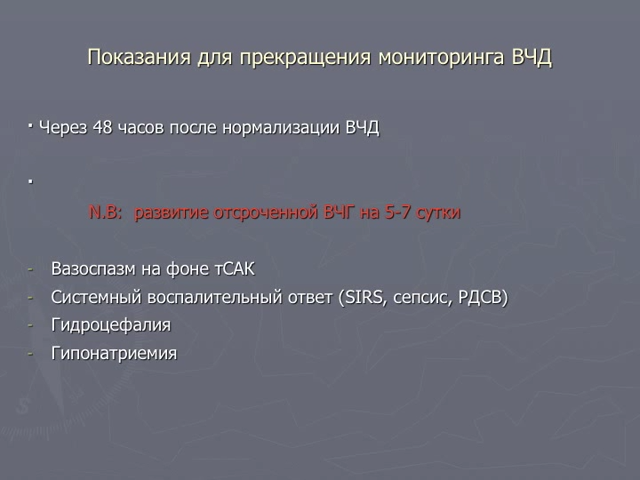 Показания для прекращения мониторинга ВЧД
· Через 48 часов после нормализации ВЧД
·
N.B: развитие отсроченной ВЧГ на 5-7 сутки
- Вазоспазм на фоне тСАК
- Системный воспалительный ответ (SIRS, сепсис, РДСВ)
- Гидроцефалия
- Гипонатриемия